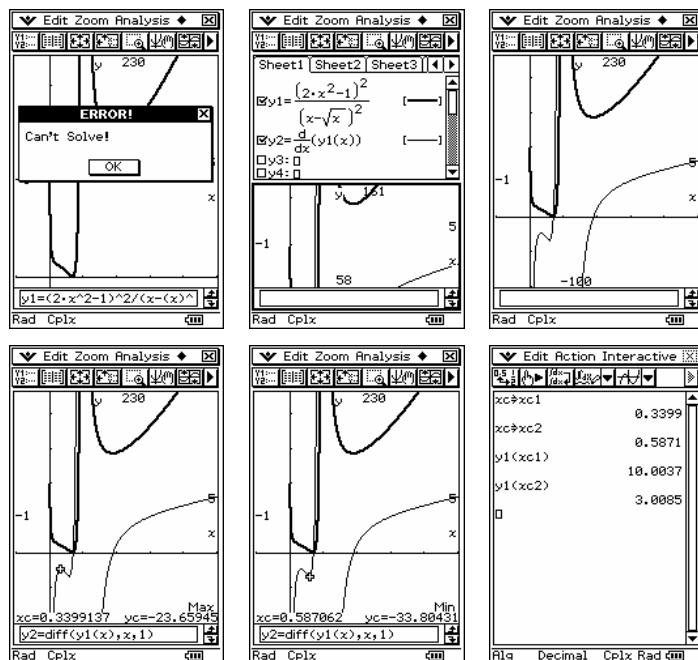 Edit Zoom Analysis ♦
y 230
ERROR!
Can't Solve!
OK
-1
x
y1=(2·x^2-1)^2/(x-(x)^
Rad Cplx
Edit Zoom Analysis ♦
Sheet1 Sheet2 Sheet3
y1=(2·x²-1)²/(x-√x)²
y2=d/dx(y1(x))
y3:
y4:
y 161
5
-1
x
58
Rad Cplx
Edit Zoom Analysis ♦
y 230
5
-1
x
-100
Rad Cplx
Edit Zoom Analysis ♦
y 230
5
-1
x
Max
xc=0.3399137 yc=-23.65945
y2=diff(y1(x),x,1)
Rad Cplx
Edit Zoom Analysis ♦
y 230
5
-1
x
Min
xc=0.587062 yc=-33.80431
y2=diff(y1(x),x,1)
Rad Cplx
Edit Action Interactive
xc⇒xc1
0.3399
xc⇒xc2
0.5871
y1(xc1)
10.0037
y1(xc2)
3.0085
Alg Decimal Cplx Rad